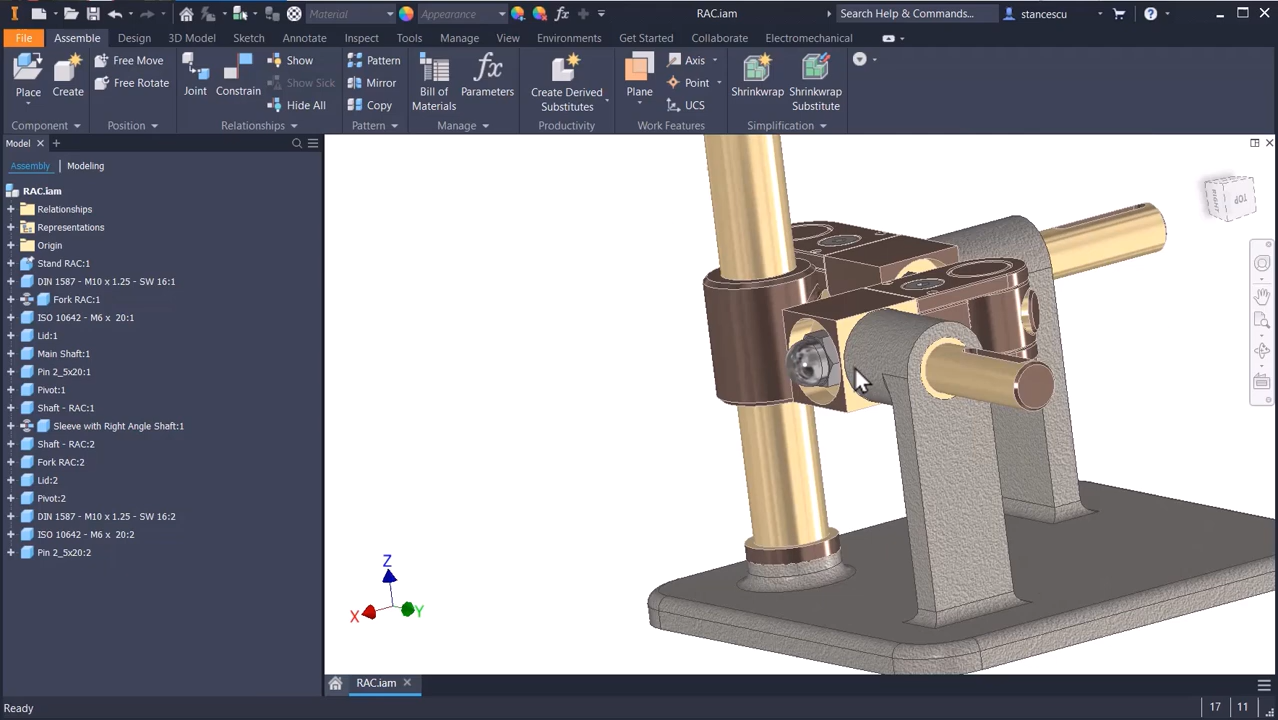 Material
Appearance
fx
RAC.iam
Search Help & Commands...
stancescu
File
Assemble
Design
3D Model
Sketch
Annotate
Inspect
Tools
Manage
View
Environments
Get Started
Collaborate
Electromechanical
Place
Create
Free Move
Free Rotate
Joint
Constrain
Show
Show Sick
Hide All
Pattern
Mirror
Copy
Bill of
Materials
fx
Parameters
Create Derived
Substitutes
Plane
Axis
Point
UCS
Shrinkwrap
Shrinkwrap
Substitute
Component
Position
Relationships
Pattern
Manage
Productivity
Work Features
Simplification
Model
Assembly
Modeling
RAC.iam
Relationships
Representations
Origin
Stand RAC:1
DIN 1587 - M10 x 1.25 - SW 16:1
Fork RAC:1
ISO 10642 - M6 x 20:1
Lid:1
Main Shaft:1
Pin 2_5x20:1
Pivot:1
Shaft - RAC:1
Sleeve with Right Angle Shaft:1
Shaft - RAC:2
Fork RAC:2
Lid:2
Pivot:2
DIN 1587 - M10 x 1.25 - SW 16:2
ISO 10642 - M6 x 20:2
Pin 2_5x20:2
RIGHT
TOP
Z
X
Y
RAC.iam
Ready
17
11